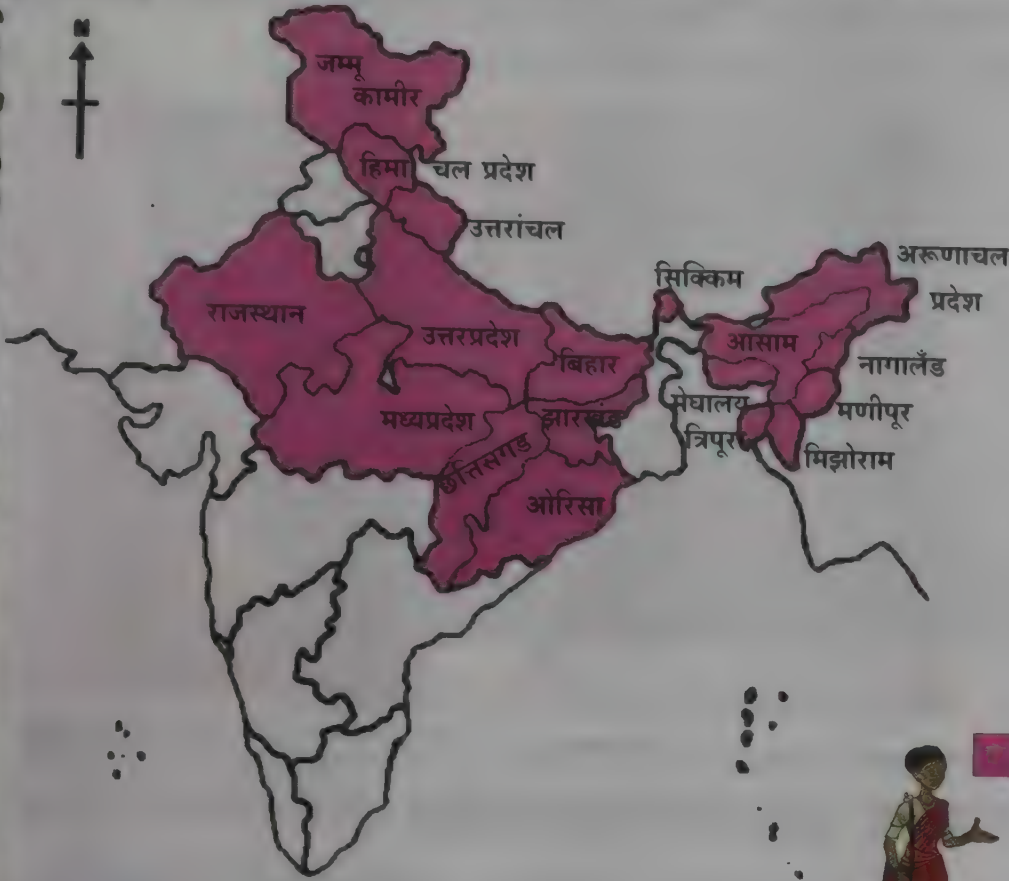 N
जम्मू
कामीर
हिमा चल प्रदेश
उत्तरांचल
सिक्किम
अरूणाचल
प्रदेश
राजस्थान
उत्तरप्रदेश
बिहार
आसाम
नागालँड
मध्यप्रदेश
झारखंड
मेघालय
मणीपूर
त्रिपूरा
मिझोराम
छत्तिसगड
ओरिसा